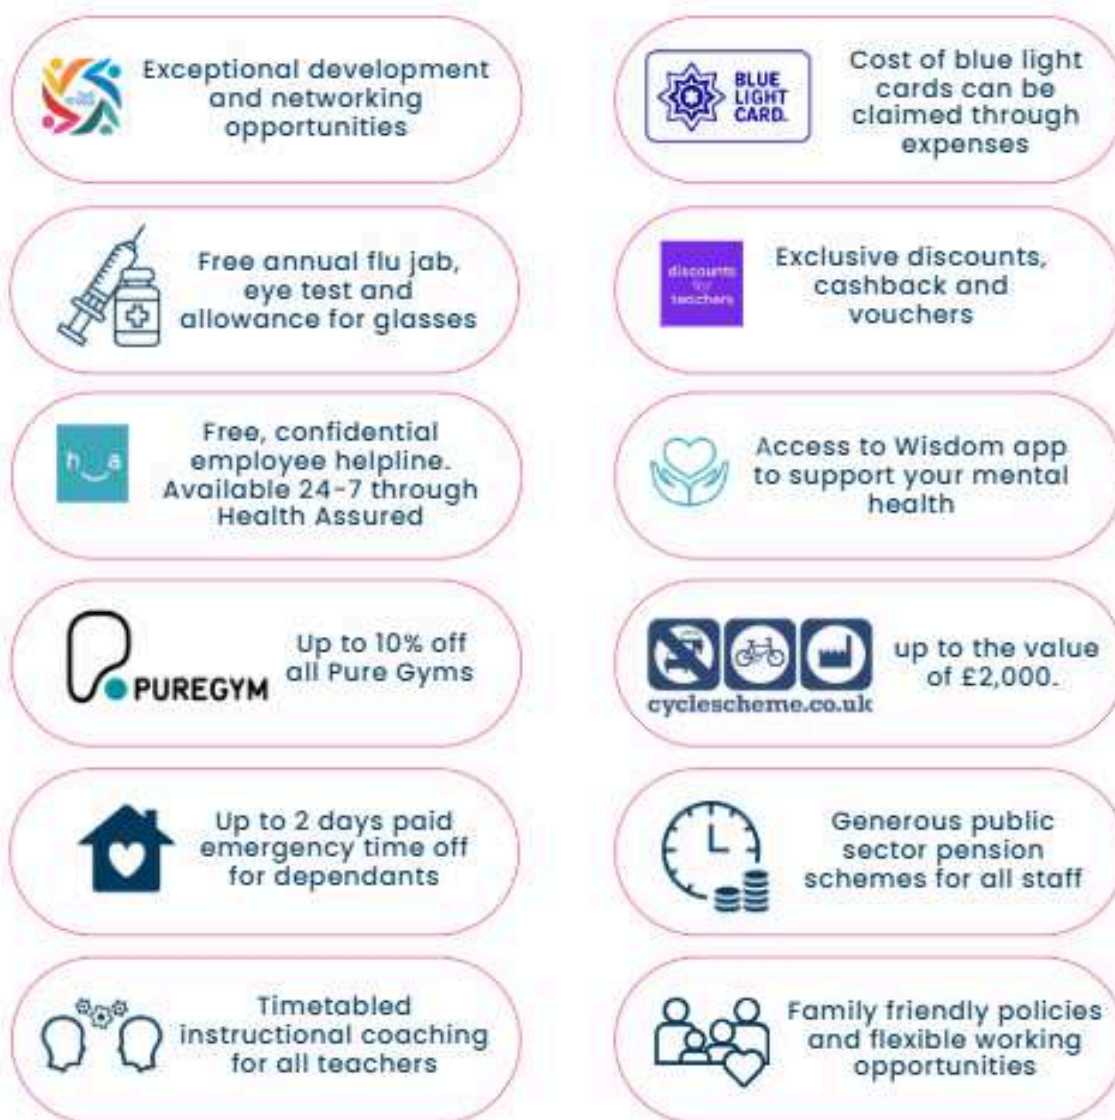 Exceptional development
and networking
opportunities
BLUE
LIGHT
CARD.
Cost of blue light
cards can be
claimed through
expenses
Free annual flu jab,
eye test and
allowance for glasses
discounts
for
teachers
Exclusive discounts,
cashback and
vouchers
h a
Free, confidential
employee helpline.
Available 24-7 through
Health Assured
Access to Wisdom app
to support your mental
health
PUREGYM
Up to 10% off
all Pure Gyms
cyclescheme.co.uk
up to the value
of £2,000.
Up to 2 days paid
emergency time off
for dependants
Generous public
sector pension
schemes for all staff
Timetabled
instructional coaching
for all teachers
Family friendly policies
and flexible working
opportunities